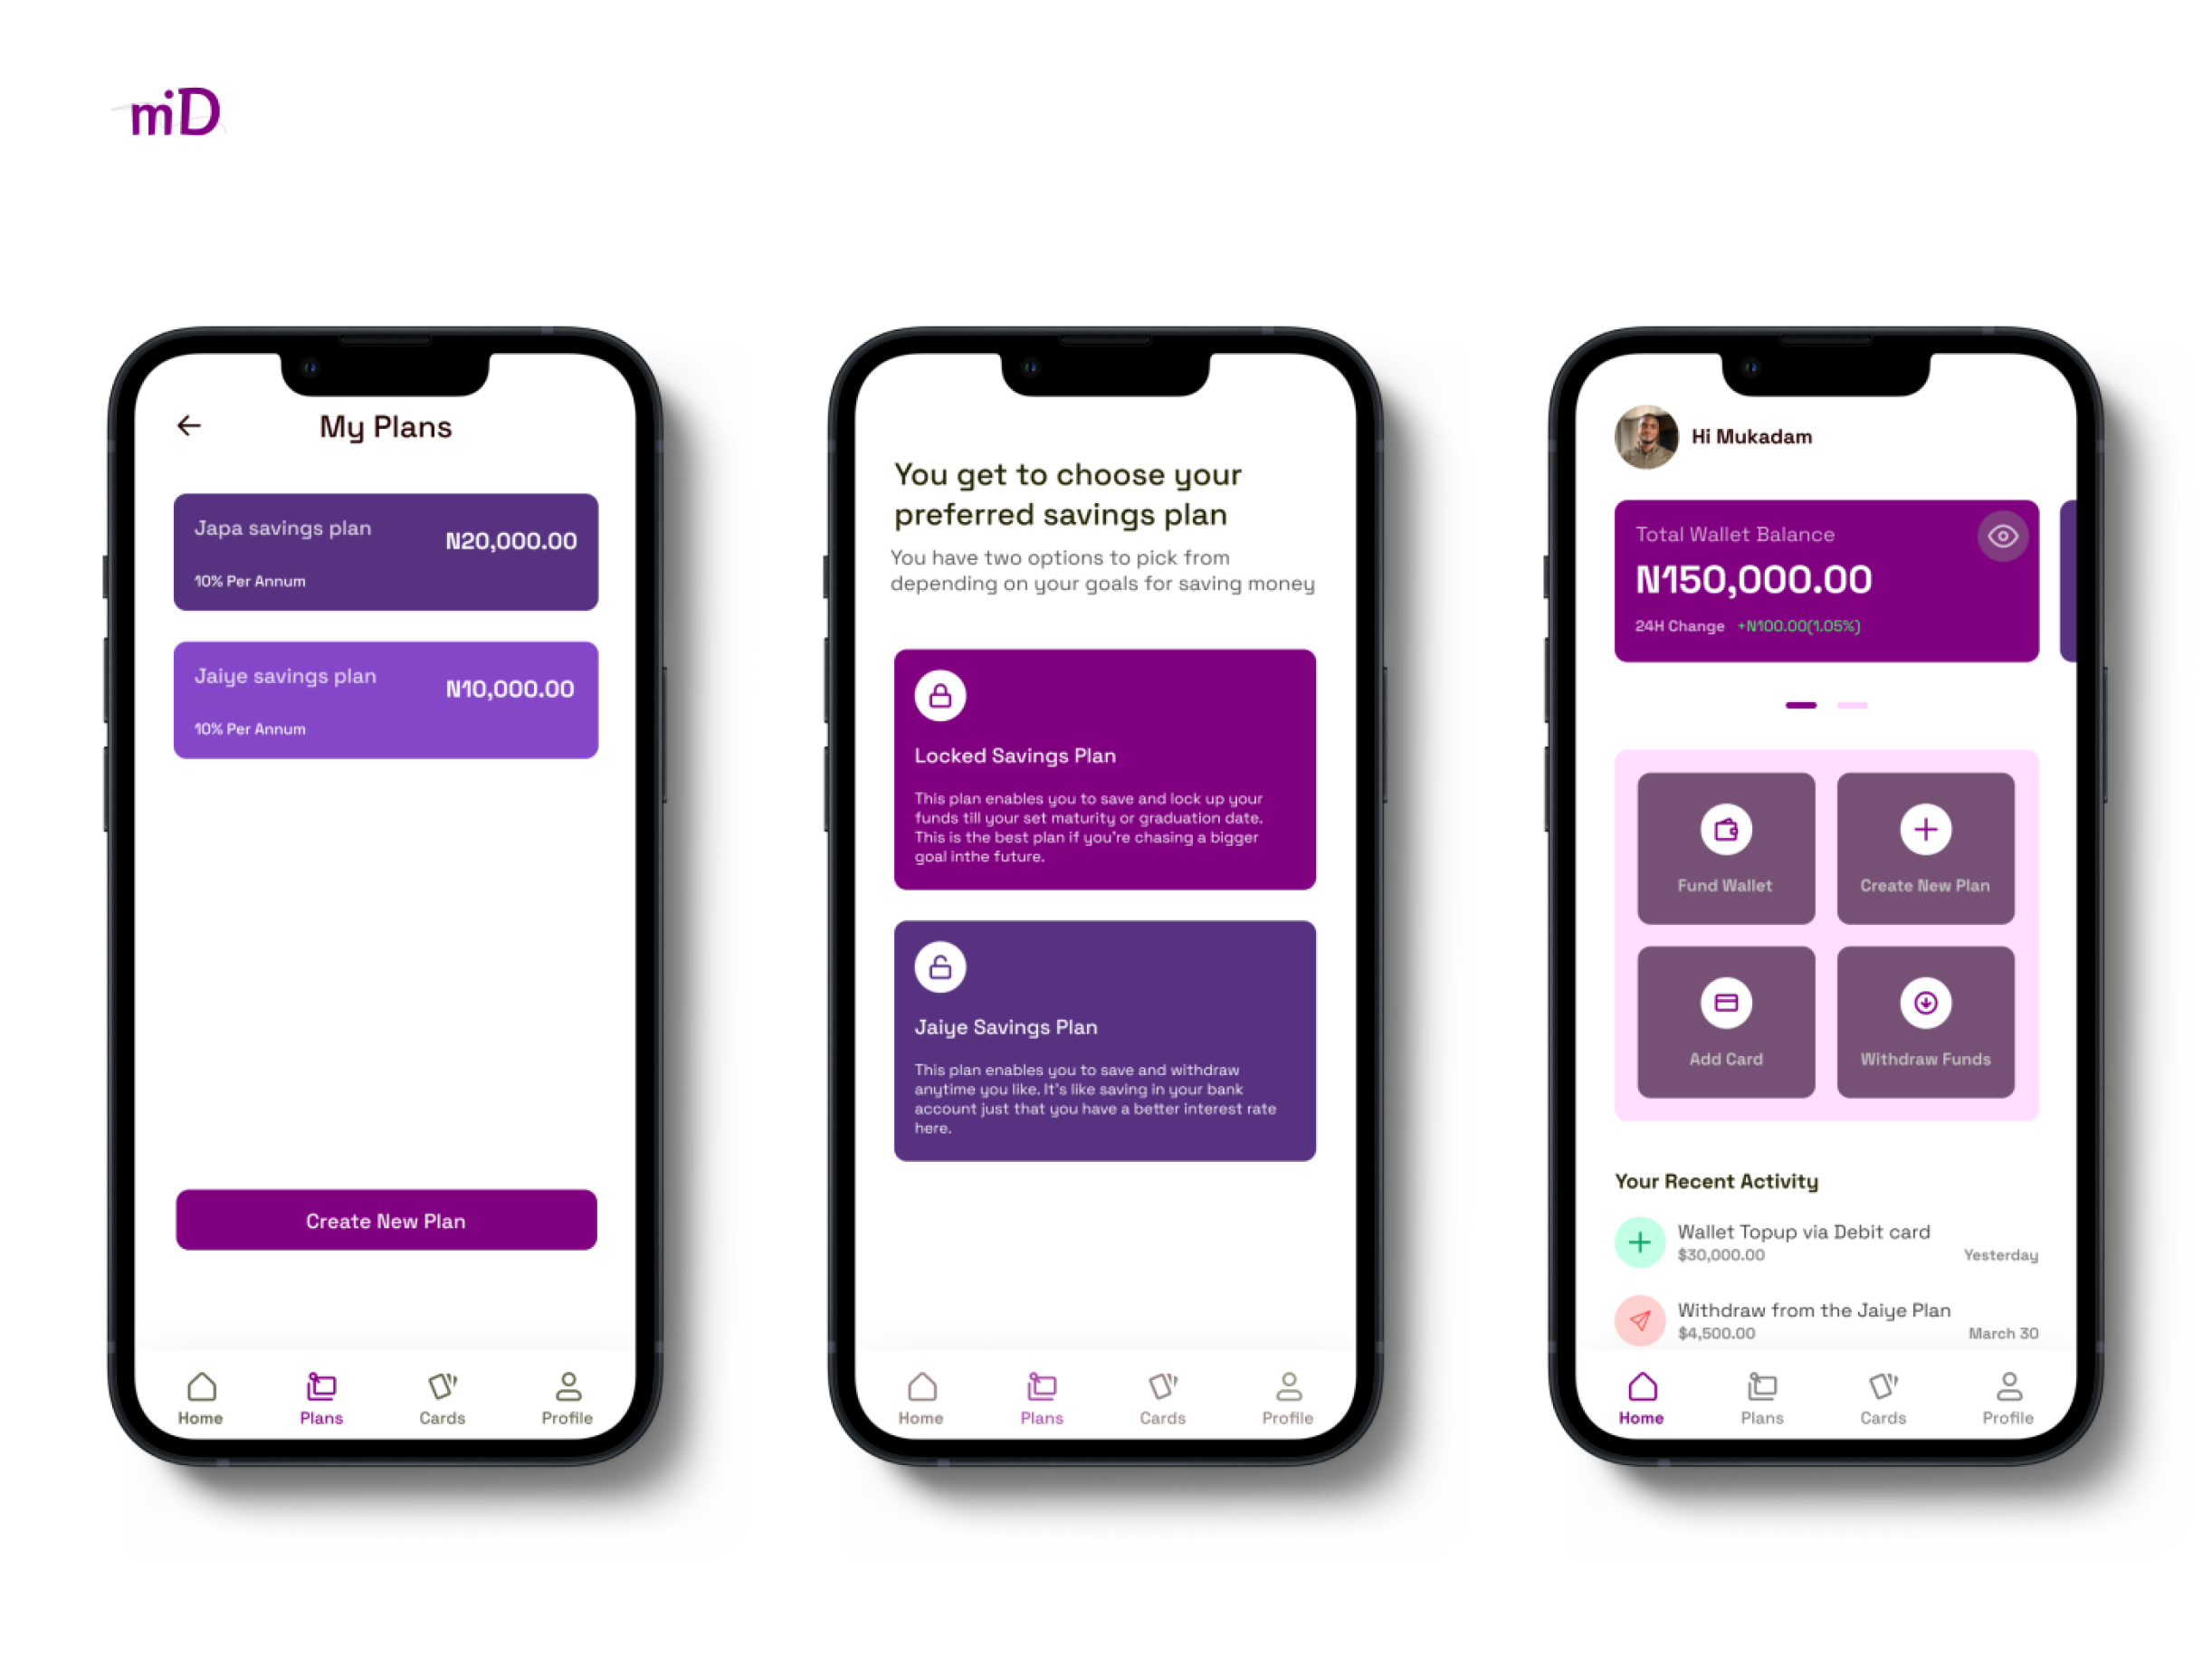 miD
My Plans
Japa savings plan
N20,000.00
10% Per Annum
Jaiye savings plan
N10,000.00
10% Per Annum
Create New Plan
Home
Plans
Cards
Profile
You get to choose your
preferred savings plan
You have two options to pick from
depending on your goals for saving money
Locked Savings Plan
This plan enables you to save and lock up your
funds till your set maturity or graduation date.
This is the best plan if you're chasing a bigger
goal inthe future.
Jaiye Savings Plan
This plan enables you to save and withdraw
anytime you like. It's like saving in your bank
account just that you have a better interest rate
here.
Home
Plans
Cards
Profile
Hi Mukadam
Total Wallet Balance
N150,000.00
24H Change +N100.00(1.05%)
Fund Wallet
Create New Plan
Add Card
Withdraw Funds
Your Recent Activity
Wallet Topup via Debit card
$30,000.00
Yesterday
Withdraw from the Jaiye Plan
$4,500.00
March 30
Home
Plans
Cards
Profile